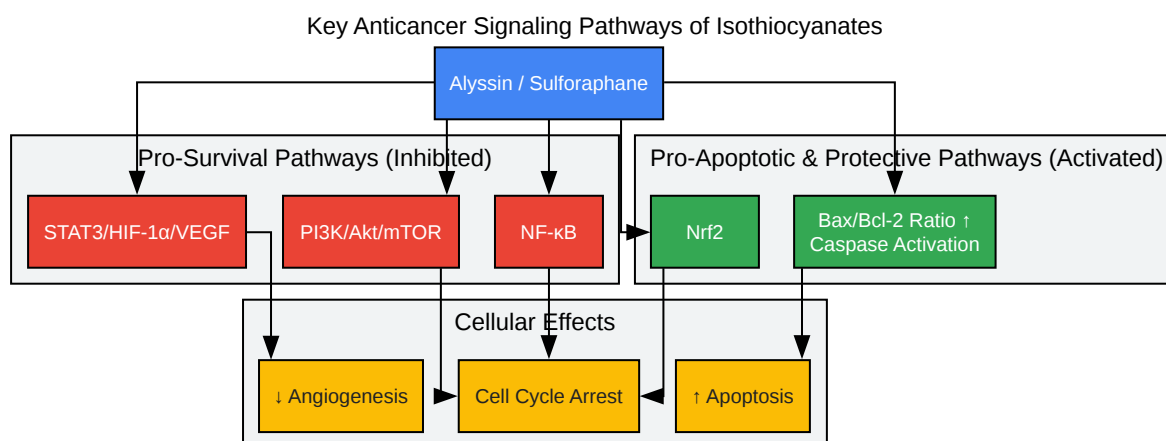 Key Anticancer Signaling Pathways of Isothiocyanates
Alyssin / Sulforaphane
Pro-Survival Pathways (Inhibited)
Pro-Apoptotic & Protective Pathways (Activated)
STAT3/HIF-1α/VEGF
PI3K/Akt/mTOR
NF-κB
Nrf2
Bax/Bcl-2 Ratio ↑
Caspase Activation
Cellular Effects
↓ Angiogenesis
Cell Cycle Arrest
↑ Apoptosis